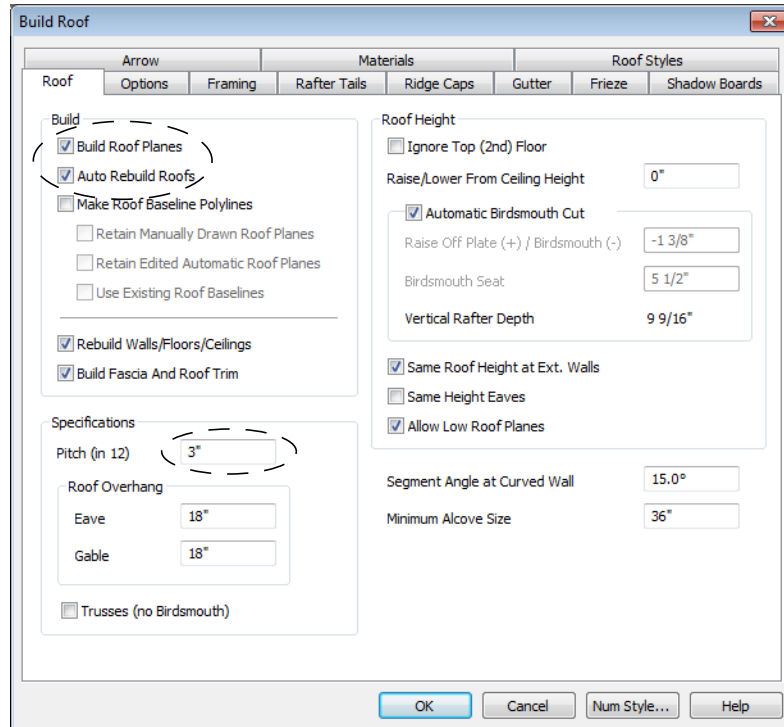 Build Roof
Arrow Materials Roof Styles
Roof Options Framing Rafter Tails Ridge Caps Gutter Frieze Shadow Boards
Build
Build Roof Planes
Auto Rebuild Roofs
Make Roof Baseline Polylines
Retain Manually Drawn Roof Planes
Retain Edited Automatic Roof Planes
Use Existing Roof Baselines
Rebuild Walls/Floors/Ceilings
Build Fascia And Roof Trim
Specifications
Pitch (in 12) 3"
Roof Overhang
Eave 18"
Gable 18"
Trusses (no Birdsmouth)
Roof Height
Ignore Top (2nd) Floor
Raise/Lower From Ceiling Height 0"
Automatic Birdsmouth Cut
Raise Off Plate (+) / Birdsmouth (-) -1 3/8"
Birdsmouth Seat 5 1/2"
Vertical Rafter Depth 9 9/16"
Same Roof Height at Ext. Walls
Same Height Eaves
Allow Low Roof Planes
Segment Angle at Curved Wall 15.0°
Minimum Alcove Size 36"
OK Cancel Num Style... Help